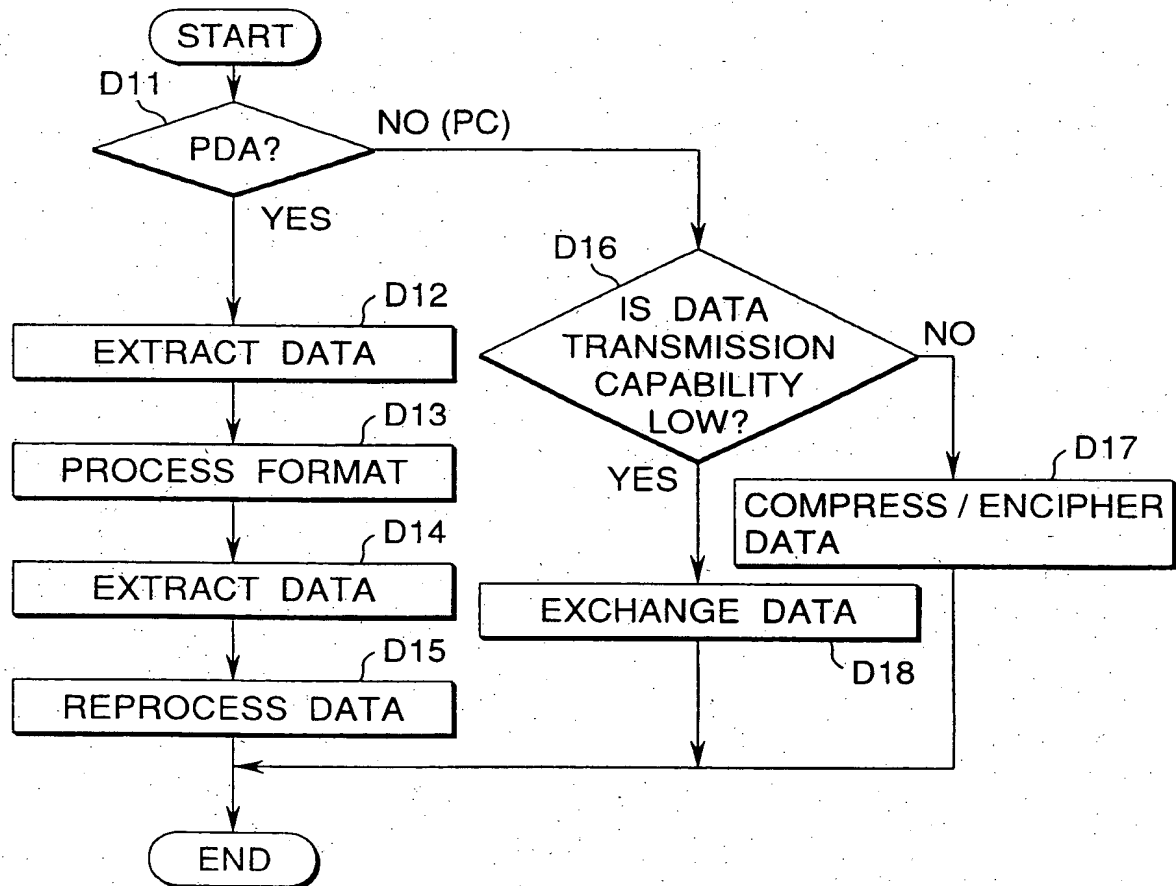 START
D11
PDA?
NO (PC)
YES
D12
EXTRACT DATA
D13
PROCESS FORMAT
D14
EXTRACT DATA
D15
REPROCESS DATA
D16
IS DATA
TRANSMISSION
CAPABILITY
LOW?
NO
YES
D17
COMPRESS / ENCIPHER
DATA
EXCHANGE DATA
D18
END